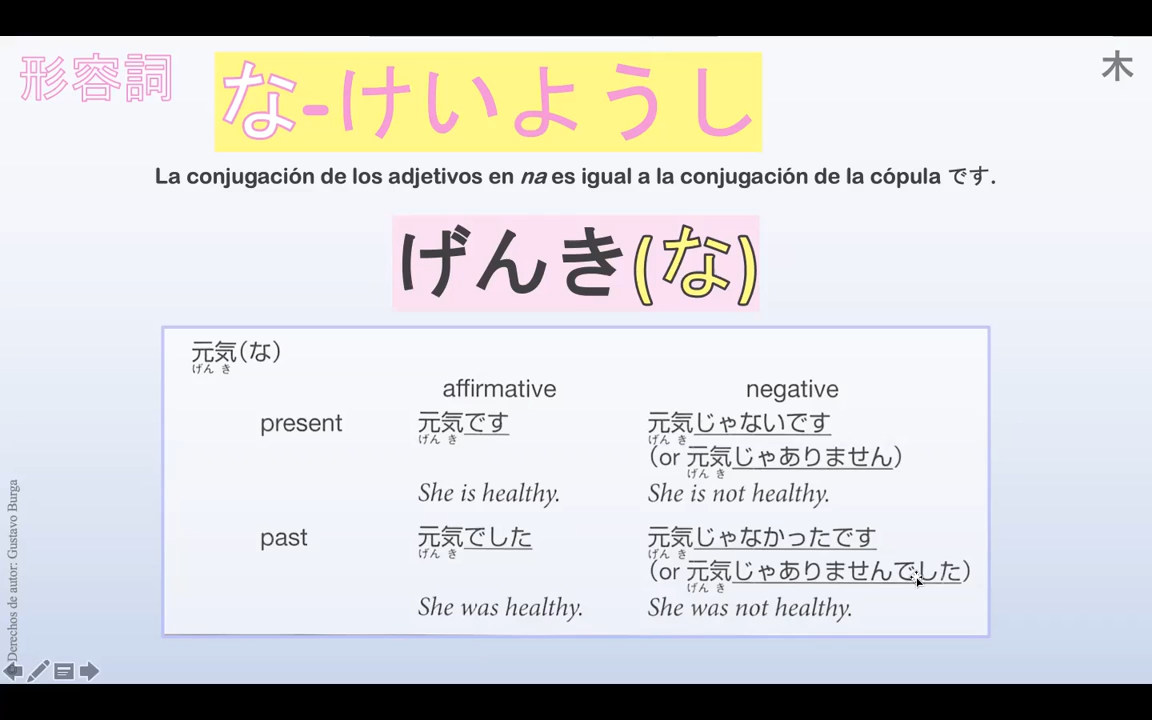 形容詞
な-けいようし
木
La conjugación de los adjetivos en na es igual a la conjugación de la cópula です.
げんき(な)
元気(な)
げん き
affirmative negative
present 元気です 元気じゃないです
げん き げん き
(or 元気じゃありません)
げん き
She is healthy. She is not healthy.
past 元気でした 元気じゃなかったです
げん き げん き
(or 元気じゃありませんでした)
げん き
She was healthy. She was not healthy.
Derechos de autor: Gustavo Burga